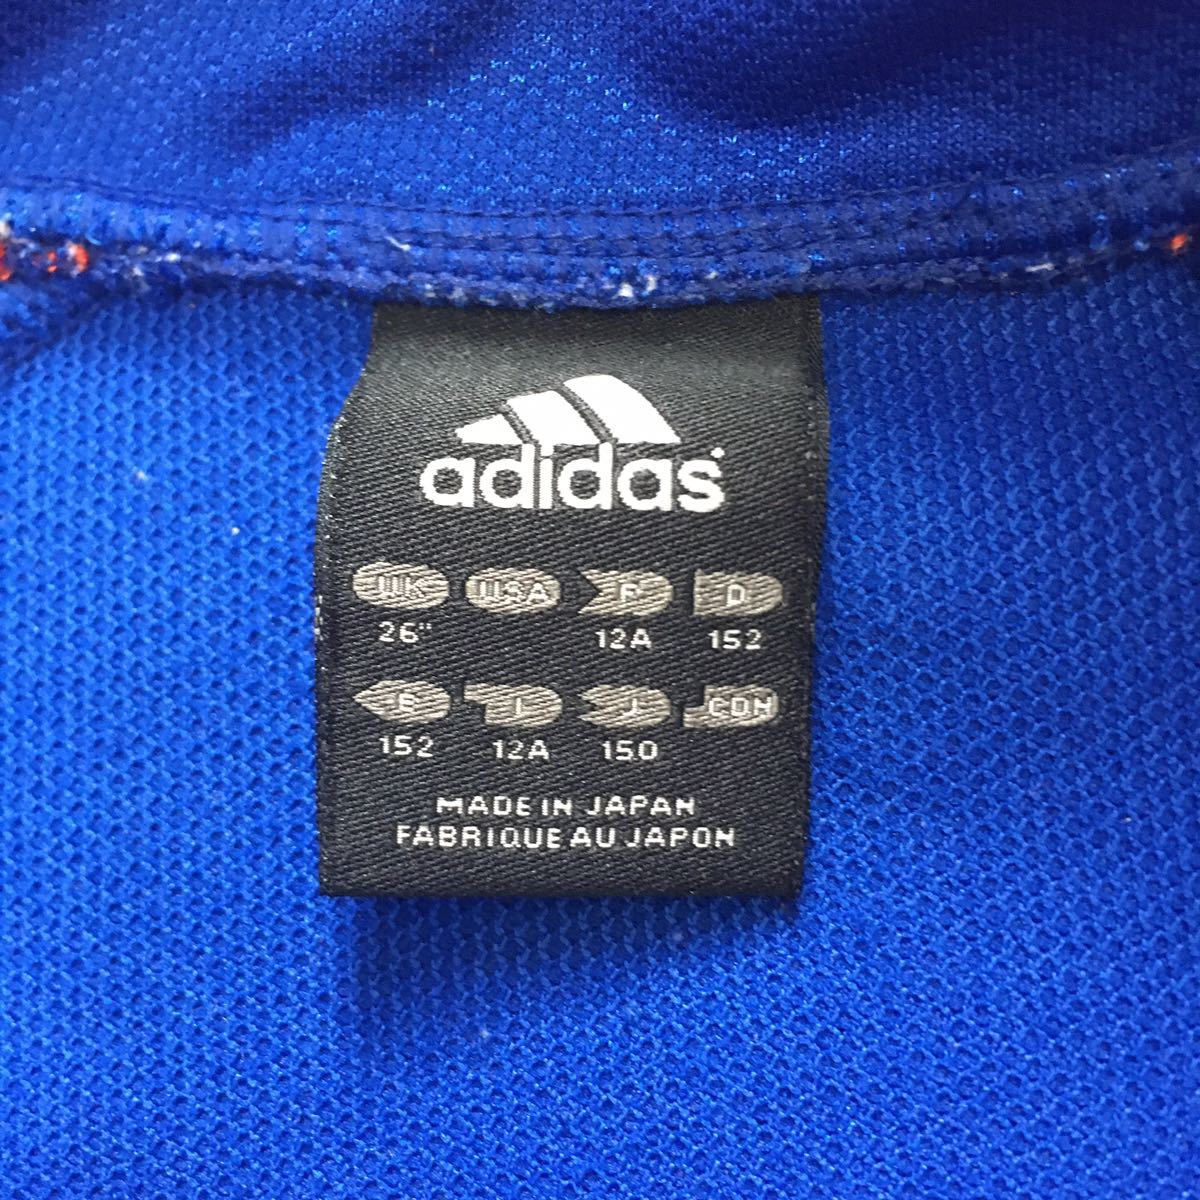 adidas
UK USA F D
26" 12A 152
E I J CDN
152 12A 150
MADE IN JAPAN
FABRIQUE AU JAPON